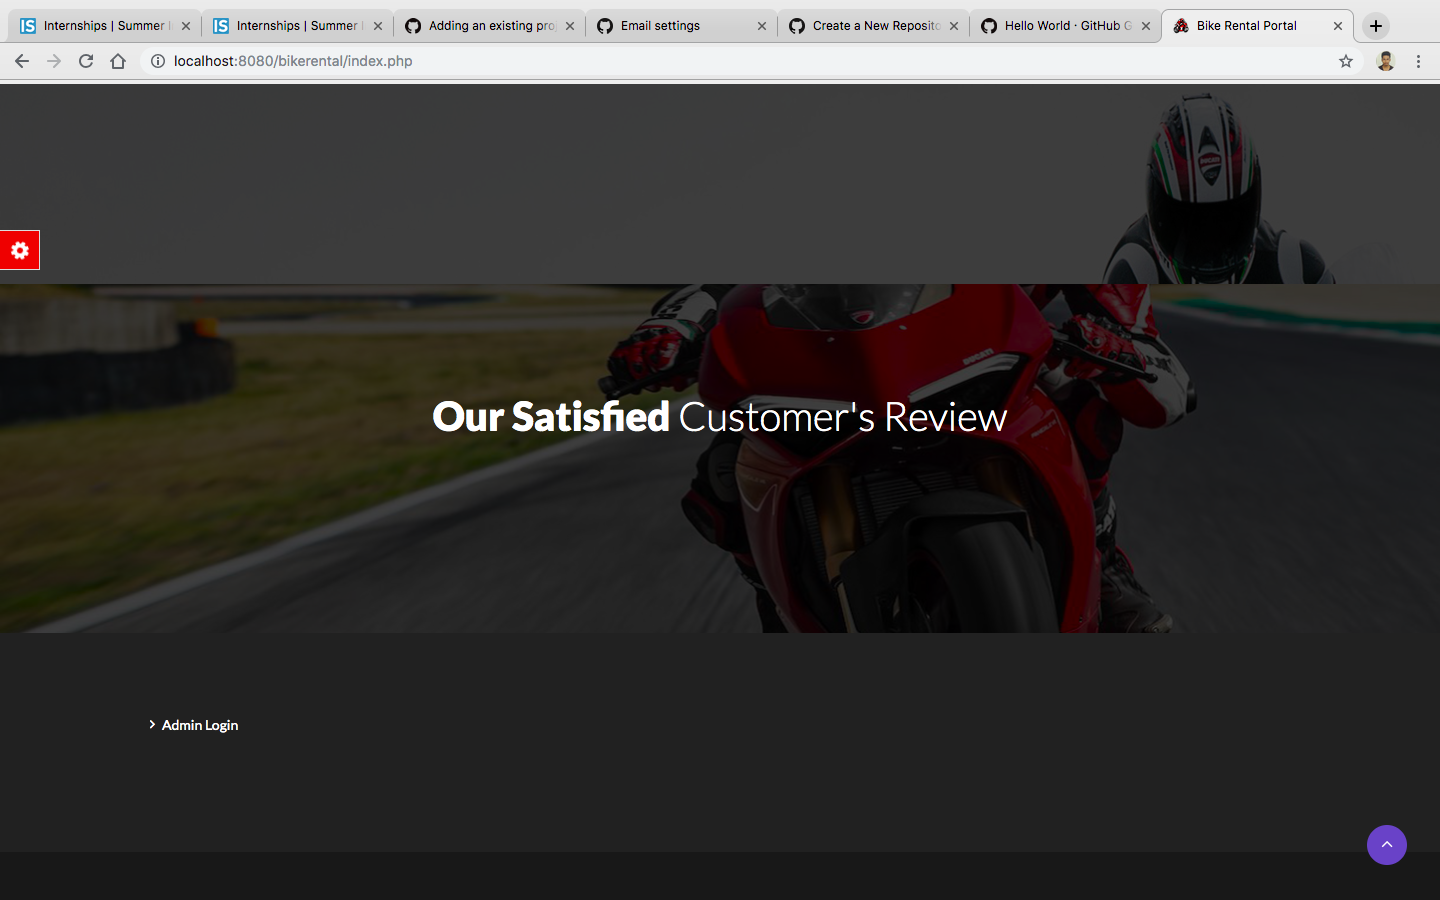 Internships | Summer I
Internships | Summer
Adding an existing pro
Email settings
Create a New Reposito
Hello World · GitHub G
Bike Rental Portal
localhost:8080/bikerental/index.php
DUCATI
Our Satisfied Customer's Review
Admin Login